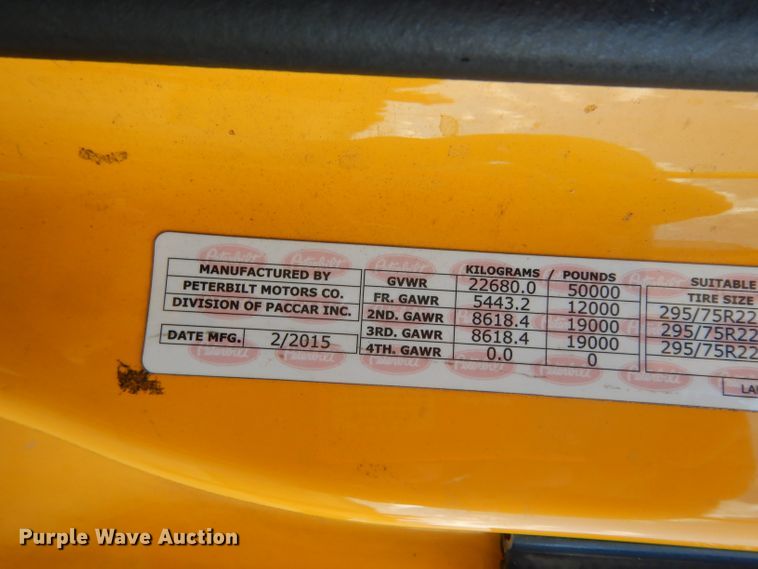 MANUFACTURED BY
PETERBILT MOTORS CO.
DIVISION OF PACCAR INC.
DATE MFG. 2/2015
KILOGRAMS / POUNDS
GVWR 22680.0 50000
FR. GAWR 5443.2 12000
2ND. GAWR 8618.4 19000
3RD. GAWR 8618.4 19000
4TH. GAWR 0.0 0
SUITABLE
TIRE SIZE
295/75R22
295/75R22
295/75R22
Peterbilt
Purple Wave Auction